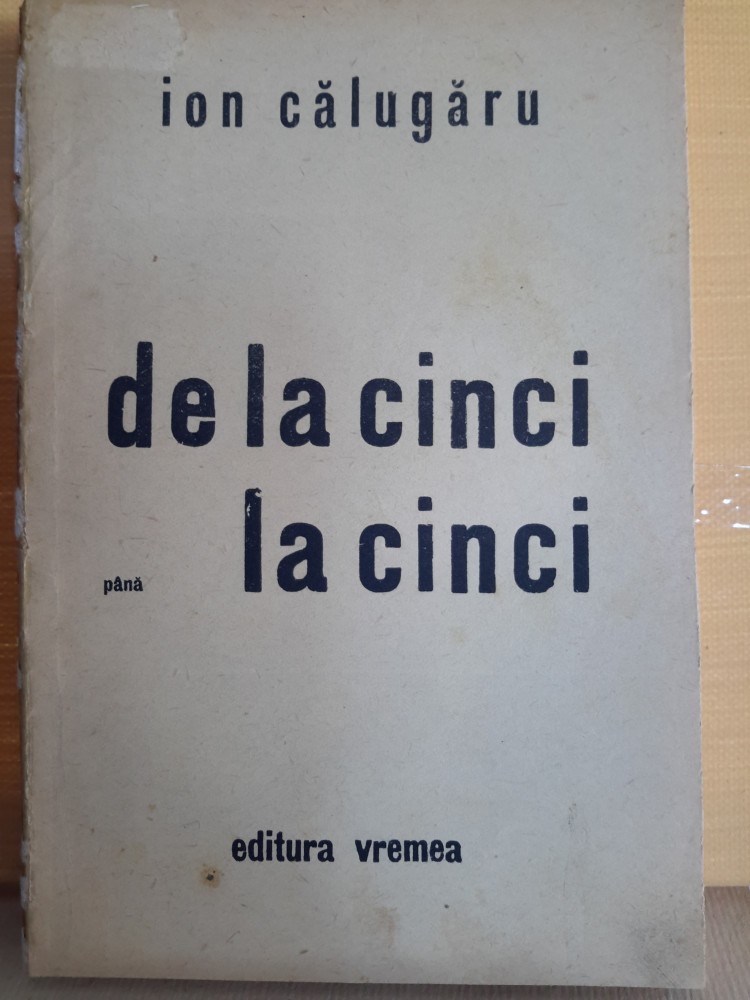 ion călugăru
de la cinci
până la cinci
editura vremea